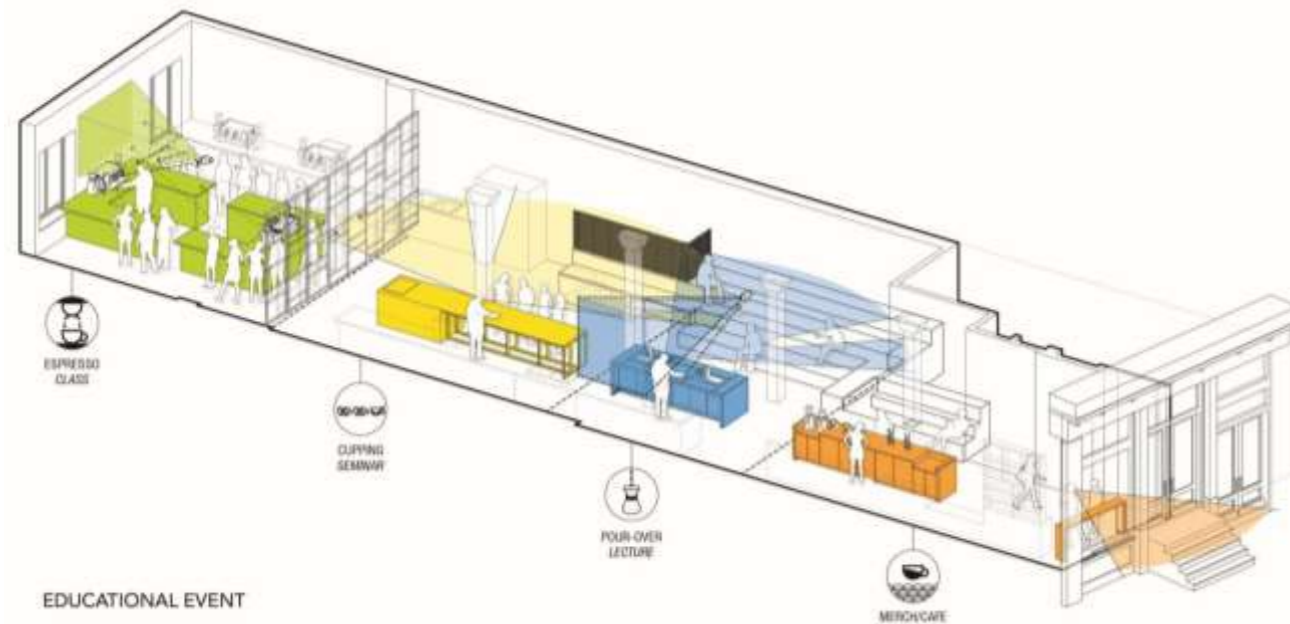 ESPRESSO
CLASS
CUPPING
SEMINAR
POUR-OVER
LECTURE
MERCH/CAFE
EDUCATIONAL EVENT